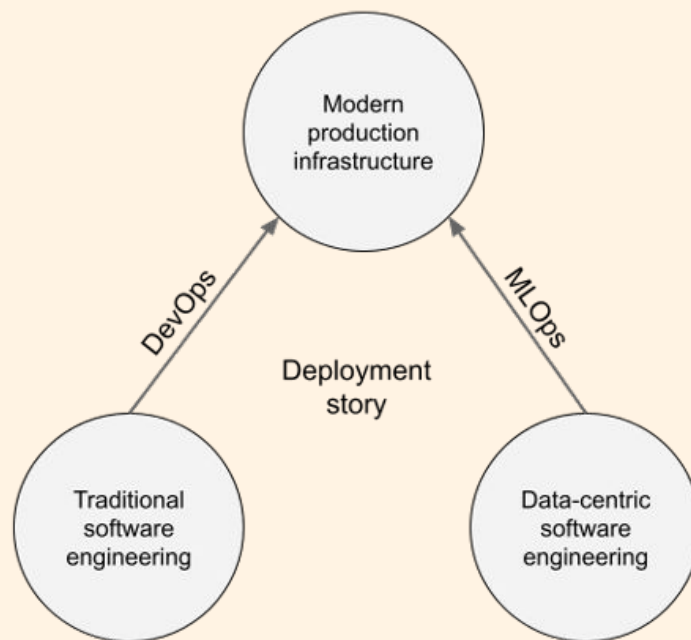 Modern
production
infrastructure
DevOps
MLOps
Deployment
story
Traditional
software
engineering
Data-centric
software
engineering